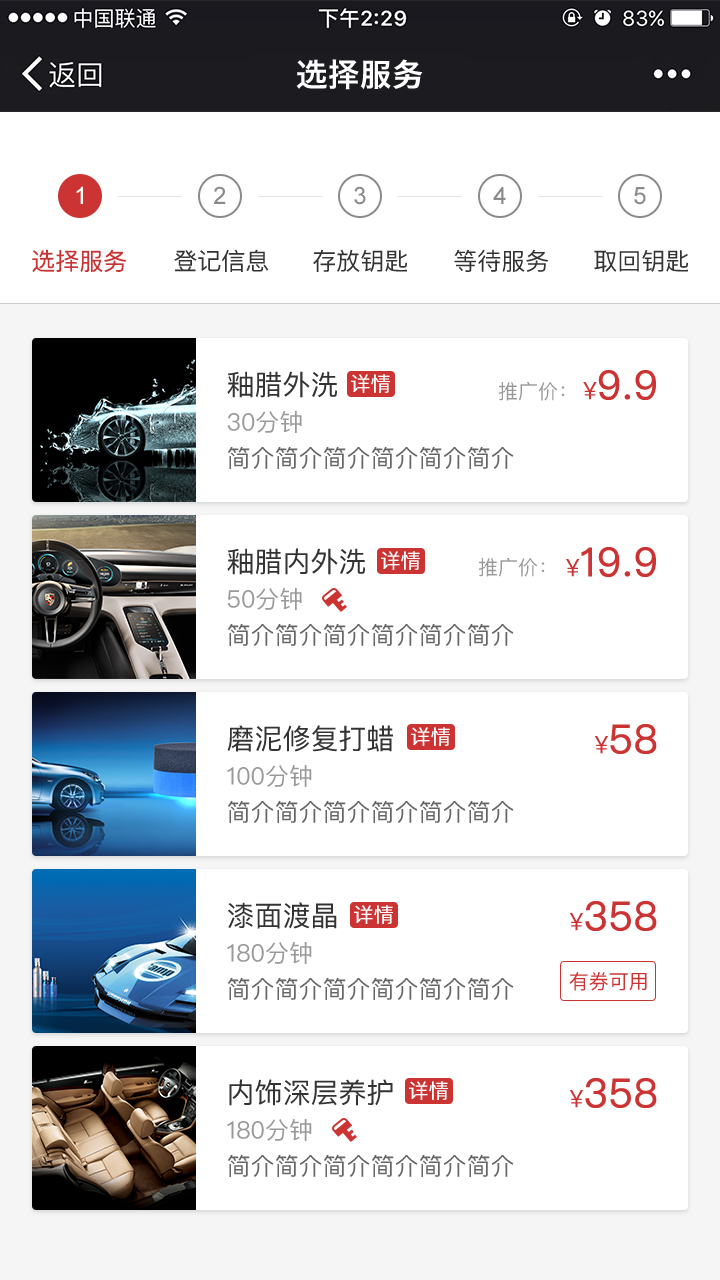 中国联通 下午2:29 83%
返回 选择服务
1 2 3 4 5
选择服务 登记信息 存放钥匙 等待服务 取回钥匙
釉腊外洗 详情 推广价： ¥9.9
30分钟
简介简介简介简介简介简介
釉腊内外洗 详情 推广价： ¥19.9
50分钟
简介简介简介简介简介简介
磨泥修复打蜡 详情 ¥58
100分钟
简介简介简介简介简介简介
漆面渡晶 详情 ¥358
180分钟
简介简介简介简介简介简介 有券可用
内饰深层养护 详情 ¥358
180分钟
简介简介简介简介简介简介